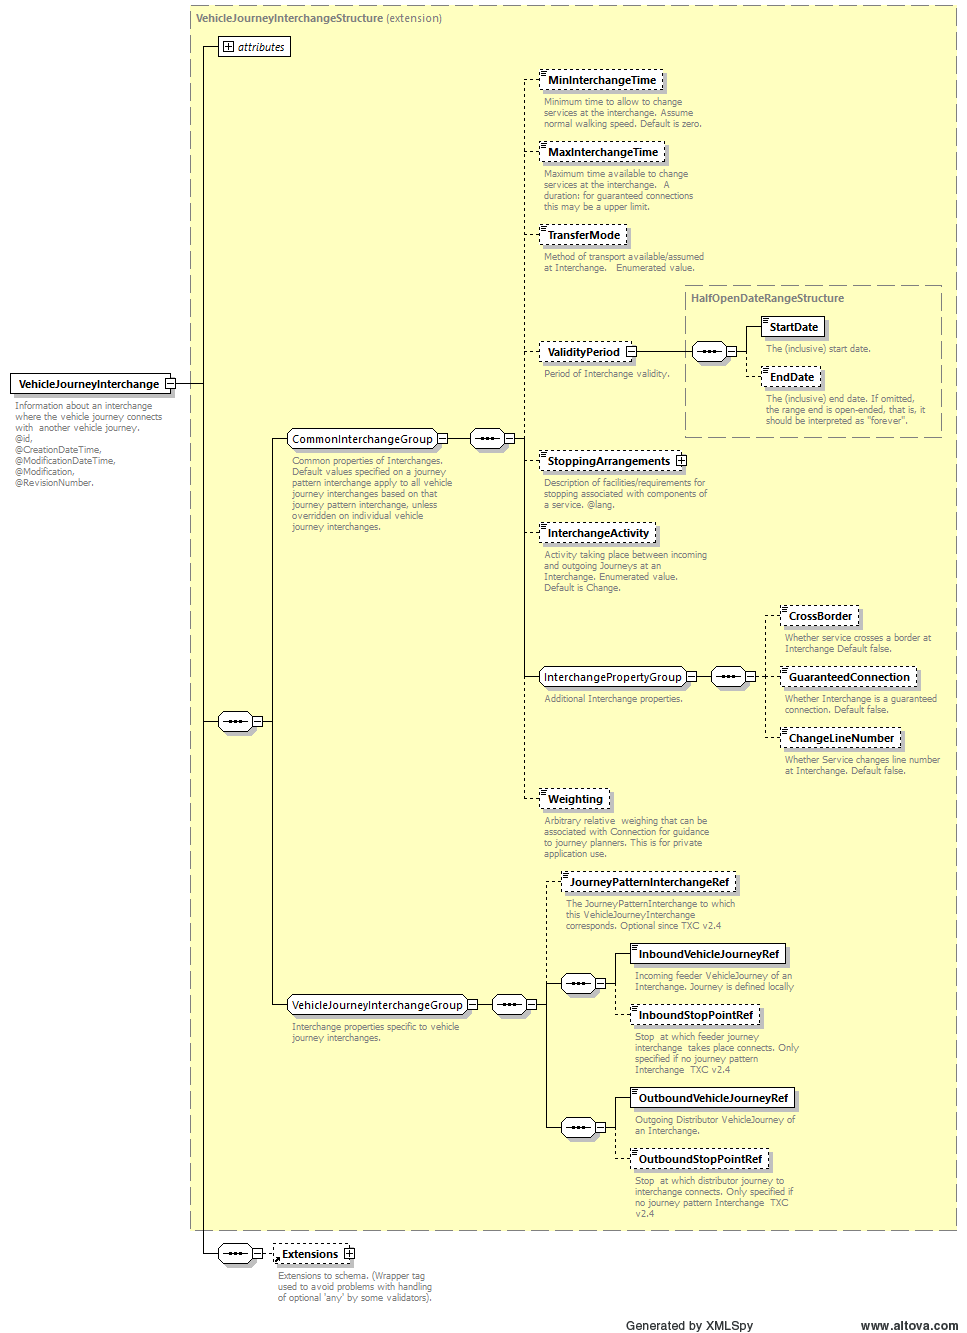 VehicleJourneyInterchangeStructure (extension)
attributes
MinInterchangeTime
Minimum time to allow to change
services at the interchange. Assume
normal walking speed. Default is zero.
MaxInterchangeTime
Maximum time available to change
services at the interchange.  A
duration: for guaranteed connections
this may be a upper limit.
TransferMode
Method of transport available/assumed
at Interchange.   Enumerated value.
HalfOpenDateRangeStructure
StartDate
The (inclusive) start date.
ValidityPeriod
Period of Interchange validity.
EndDate
The (inclusive) end date. If omitted,
the range end is open-ended, that is, it
should be interpreted as "forever".
VehicleJourneyInterchange
Information about an interchange
where the vehicle journey connects
with  another vehicle journey.
@id,
@CreationDateTime,
@ModificationDateTime,
@Modification,
@RevisionNumber.
CommonInterchangeGroup
Common properties of Interchanges.
Default values specified on a journey
pattern interchange apply to all vehicle
journey interchanges based on that
journey pattern interchange, unless
overridden on individual vehicle
journey interchanges.
StoppingArrangements
Description of facilities/requirements for
stopping associated with components of
a service. @lang.
InterchangeActivity
Activity taking place between incoming
and outgoing Journeys at an
Interchange. Enumerated value.
Default is Change.
CrossBorder
Whether service crosses a border at
Interchange Default false.
InterchangePropertyGroup
Additional Interchange properties.
GuaranteedConnection
Whether Interchange is a guaranteed
connection. Default false.
ChangeLineNumber
Whether Service changes line number
at Interchange. Default false.
Weighting
Arbitrary relative  weighing that can be
associated with Connection for guidance
to journey planners. This is for private
application use.
JourneyPatternInterchangeRef
The JourneyPatternInterchange to which
this VehicleJourneyInterchange
corresponds. Optional since TXC v2.4
InboundVehicleJourneyRef
Incoming feeder VehicleJourney of an
Interchange. Journey is defined locally
VehicleJourneyInterchangeGroup
Interchange properties specific to vehicle
journey interchanges.
InboundStopPointRef
Stop  at which feeder journey
interchange  takes place connects. Only
specified if no journey pattern
Interchange  TXC v2.4
OutboundVehicleJourneyRef
Outgoing Distributor VehicleJourney of
an Interchange.
OutboundStopPointRef
Stop  at which distributor journey to
interchange connects. Only specified if
no journey pattern Interchange  TXC
v2.4
Extensions
Extensions to schema. (Wrapper tag
used to avoid problems with handling
of optional 'any' by some validators).
Generated by XMLSpy
www.altova.com